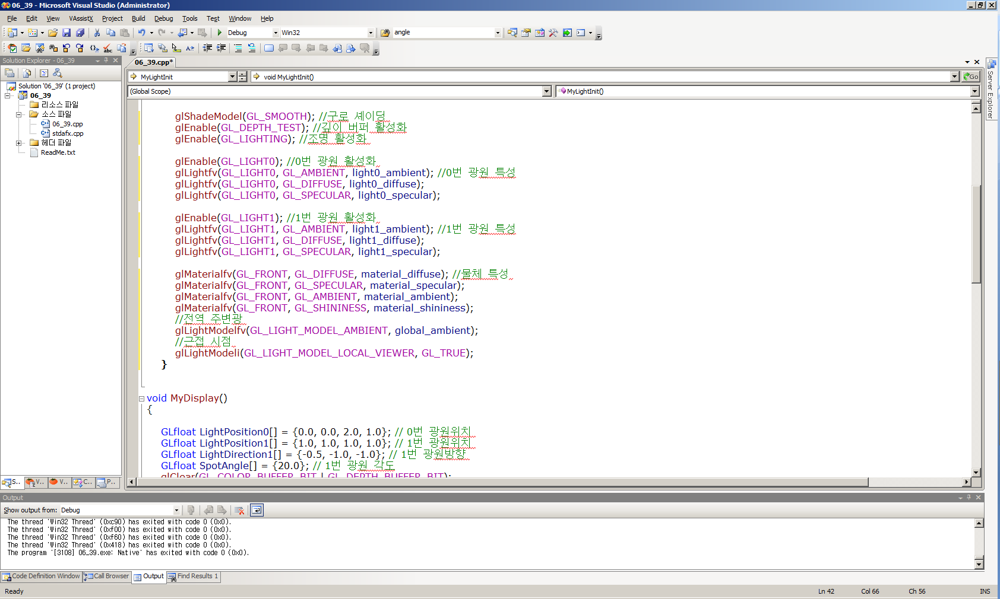 06_39 - Microsoft Visual Studio (Administrator)
File Edit View VAssistX Project Build Debug Tools Test Window Help
Debug Win32 angle
Solution Explorer - 06_39
06_39.cpp*
MyLightInit void MyLightInit() Go
(Global Scope) MyLightInit()
Server Explorer
Solution '06_39' (1 project)
06_39
리소스 파일
소스 파일
06_39.cpp
stdafx.cpp
헤더 파일
ReadMe.txt
S.. V.. V.. C.. P..
glShadeModel(GL_SMOOTH); //구로 셰이딩
glEnable(GL_DEPTH_TEST); //깊이 버퍼 활성화
glEnable(GL_LIGHTING); //조명 활성화
glEnable(GL_LIGHT0); //0번 광원 활성화
glLightfv(GL_LIGHT0, GL_AMBIENT, light0_ambient); //0번 광원 특성
glLightfv(GL_LIGHT0, GL_DIFFUSE, light0_diffuse);
glLightfv(GL_LIGHT0, GL_SPECULAR, light0_specular);
glEnable(GL_LIGHT1); //1번 광원 활성화
glLightfv(GL_LIGHT1, GL_AMBIENT, light1_ambient); //1번 광원 특성
glLightfv(GL_LIGHT1, GL_DIFFUSE, light1_diffuse);
glLightfv(GL_LIGHT1, GL_SPECULAR, light1_specular);
glMaterialfv(GL_FRONT, GL_DIFFUSE, material_diffuse); //물체 특성
glMaterialfv(GL_FRONT, GL_SPECULAR, material_specular);
glMaterialfv(GL_FRONT, GL_AMBIENT, material_ambient);
glMaterialfv(GL_FRONT, GL_SHININESS, material_shininess);
//전역 주변광
glLightModelfv(GL_LIGHT_MODEL_AMBIENT, global_ambient);
//근접 시점
glLightModeli(GL_LIGHT_MODEL_LOCAL_VIEWER, GL_TRUE);
}
void MyDisplay()
{
GLfloat LightPosition0[] = {0.0, 0.0, 2.0, 1.0}; // 0번 광원위치
GLfloat LightPosition1[] = {1.0, 1.0, 1.0, 1.0}; // 1번 광원위치
GLfloat LightDirection1[] = {-0.5, -1.0, -1.0}; // 1번 광원방향
GLfloat SpotAngle[] = {20.0}; // 1번 광원 각도
glClear(GL_COLOR_BUFFER_BIT | GL_DEPTH_BUFFER_BIT);
Output
Show output from: Debug
The thread 'Win32 Thread' (0xc90) has exited with code 0 (0x0).
The thread 'Win32 Thread' (0xf00) has exited with code 0 (0x0).
The thread 'Win32 Thread' (0xf60) has exited with code 0 (0x0).
The thread 'Win32 Thread' (0x418) has exited with code 0 (0x0).
The program '[3108] 06_39.exe: Native' has exited with code 0 (0x0).
Code Definition Window Call Browser Output Find Results 1
Ready Ln 42 Col 66 Ch 56 INS